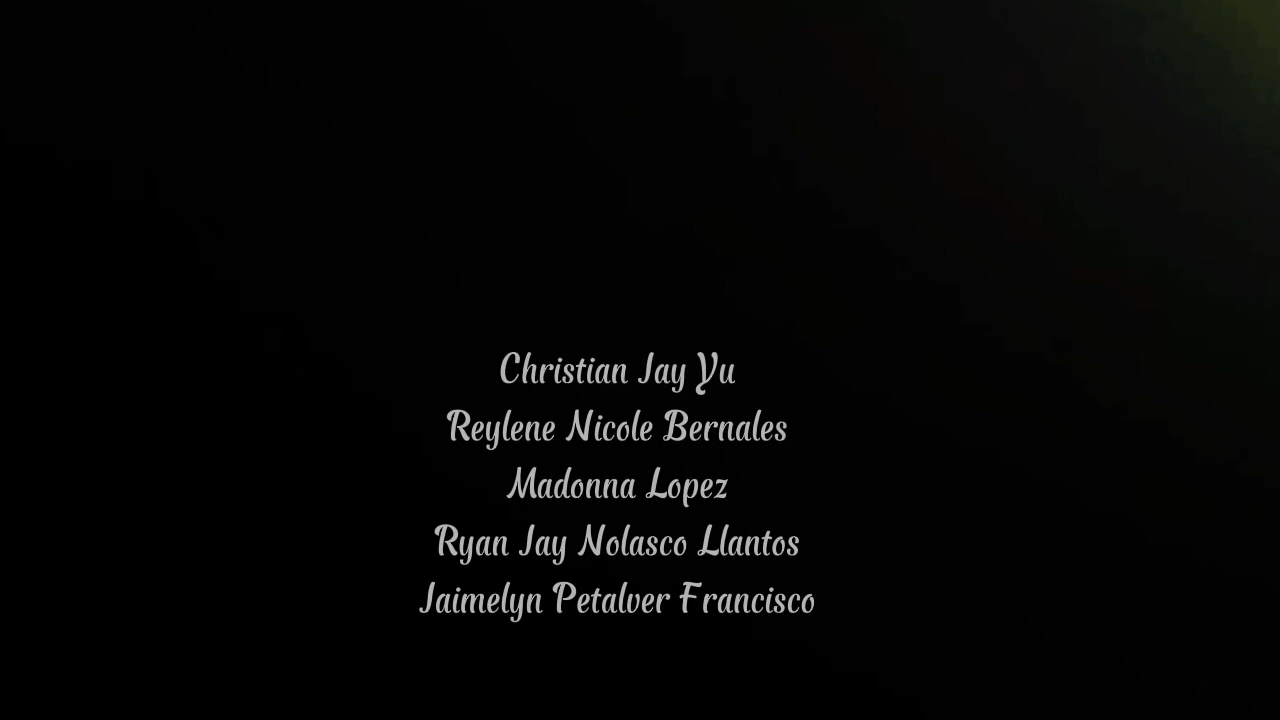 Christian Jay Yu
Reylene Nicole Bernales
Madonna Lopez
Ryan Jay Nolasco Llantos
Jaimelyn Petalver Francisco